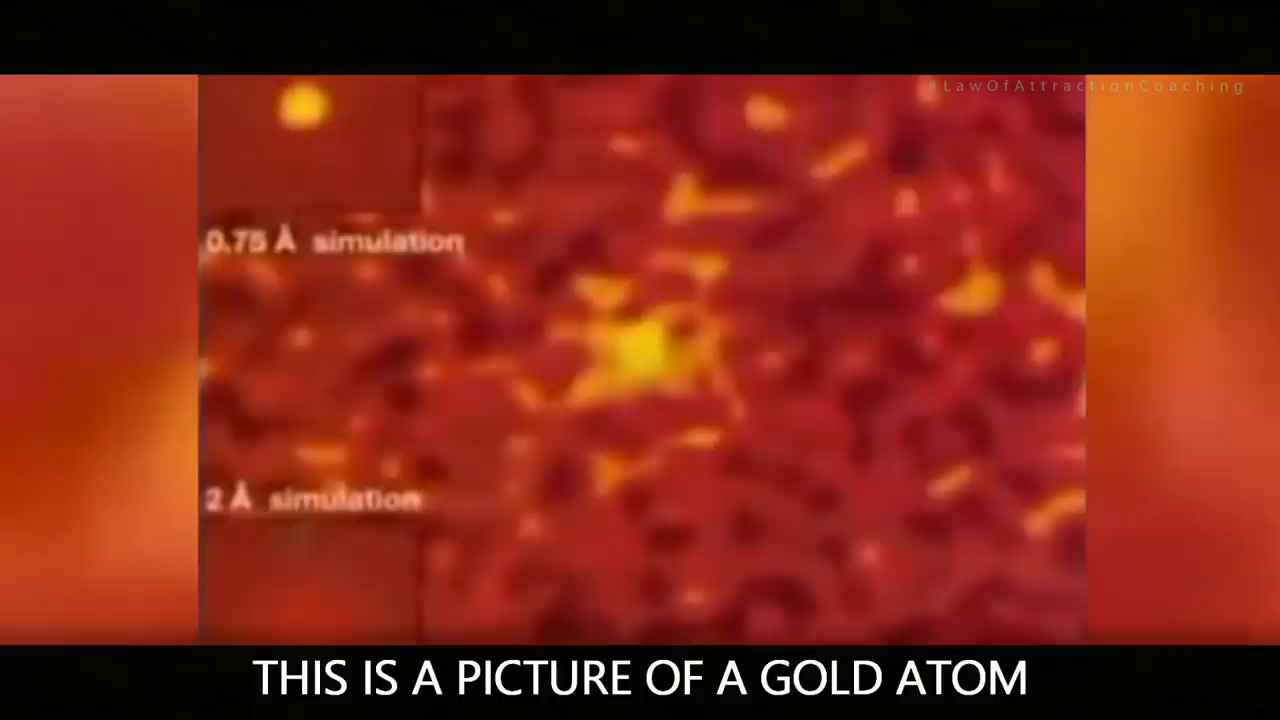 #LawOfAttractionCoaching
0.75 Å simulation
2 Å simulation
THIS IS A PICTURE OF A GOLD ATOM